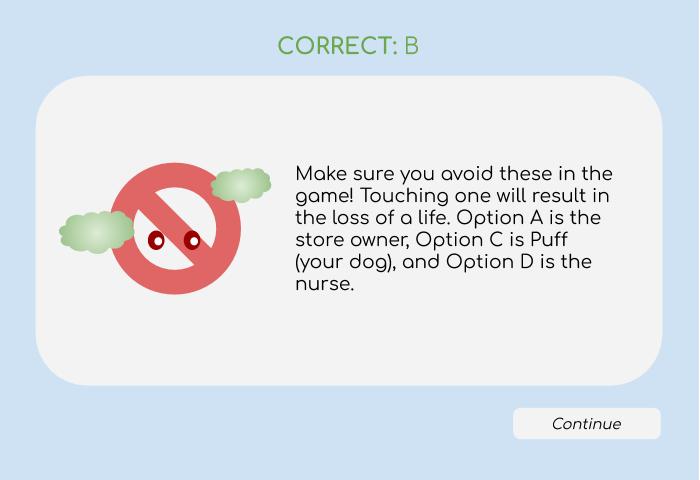 CORRECT: B
Make sure you avoid these in the
game! Touching one will result in
the loss of a life. Option A is the
store owner, Option C is Puff
(your dog), and Option D is the
nurse.
Continue